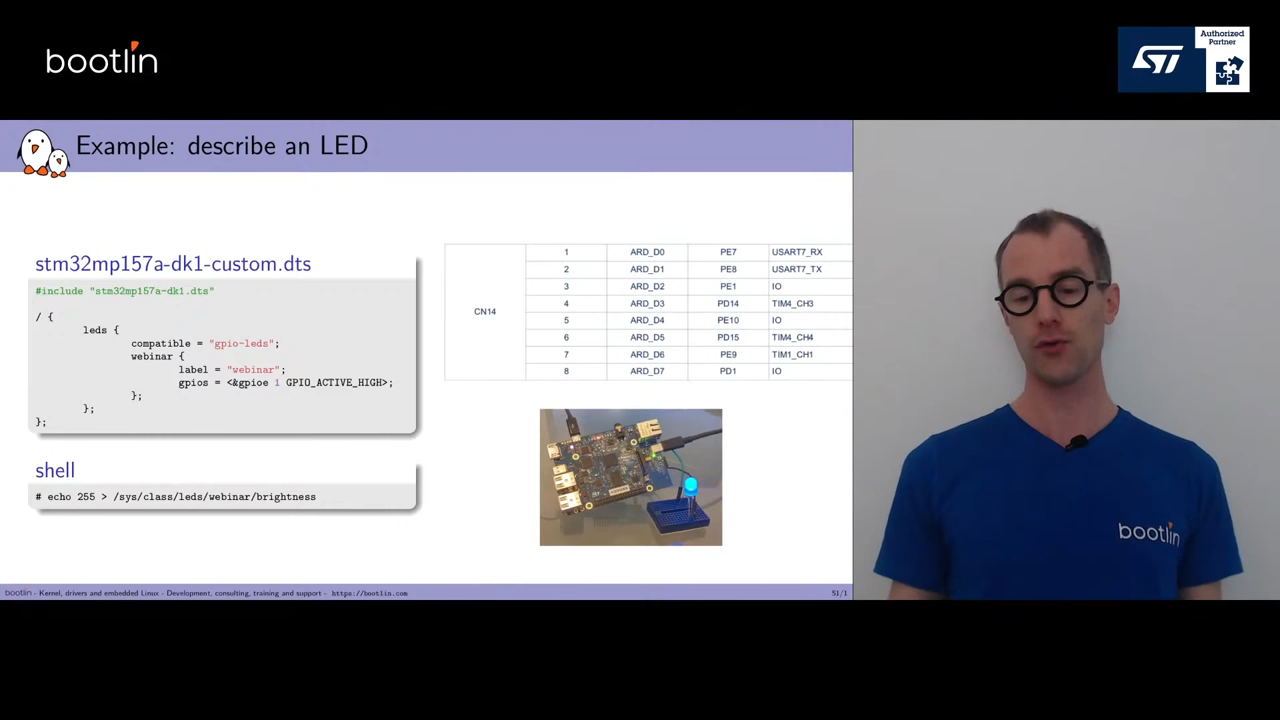 bootlin
ST
Authorized
Partner
Example: describe an LED
stm32mp157a-dk1-custom.dts
#include "stm32mp157a-dk1.dts"
/ {
leds {
compatible = "gpio-leds";
webinar {
label = "webinar";
gpios = <&gpioe 1 GPIO_ACTIVE_HIGH>;
};
};
};
shell
# echo 255 > /sys/class/leds/webinar/brightness
CN14
1 ARD_D0 PE7 USART7_RX
2 ARD_D1 PE8 USART7_TX
3 ARD_D2 PE1 IO
4 ARD_D3 PD14 TIM4_CH3
5 ARD_D4 PE10 IO
6 ARD_D5 PD15 TIM4_CH4
7 ARD_D6 PE9 TIM1_CH1
8 ARD_D7 PD1 IO
bootlin
bootlin - Kernel, drivers and embedded Linux - Development, consulting, training and support - https://bootlin.com
51/1